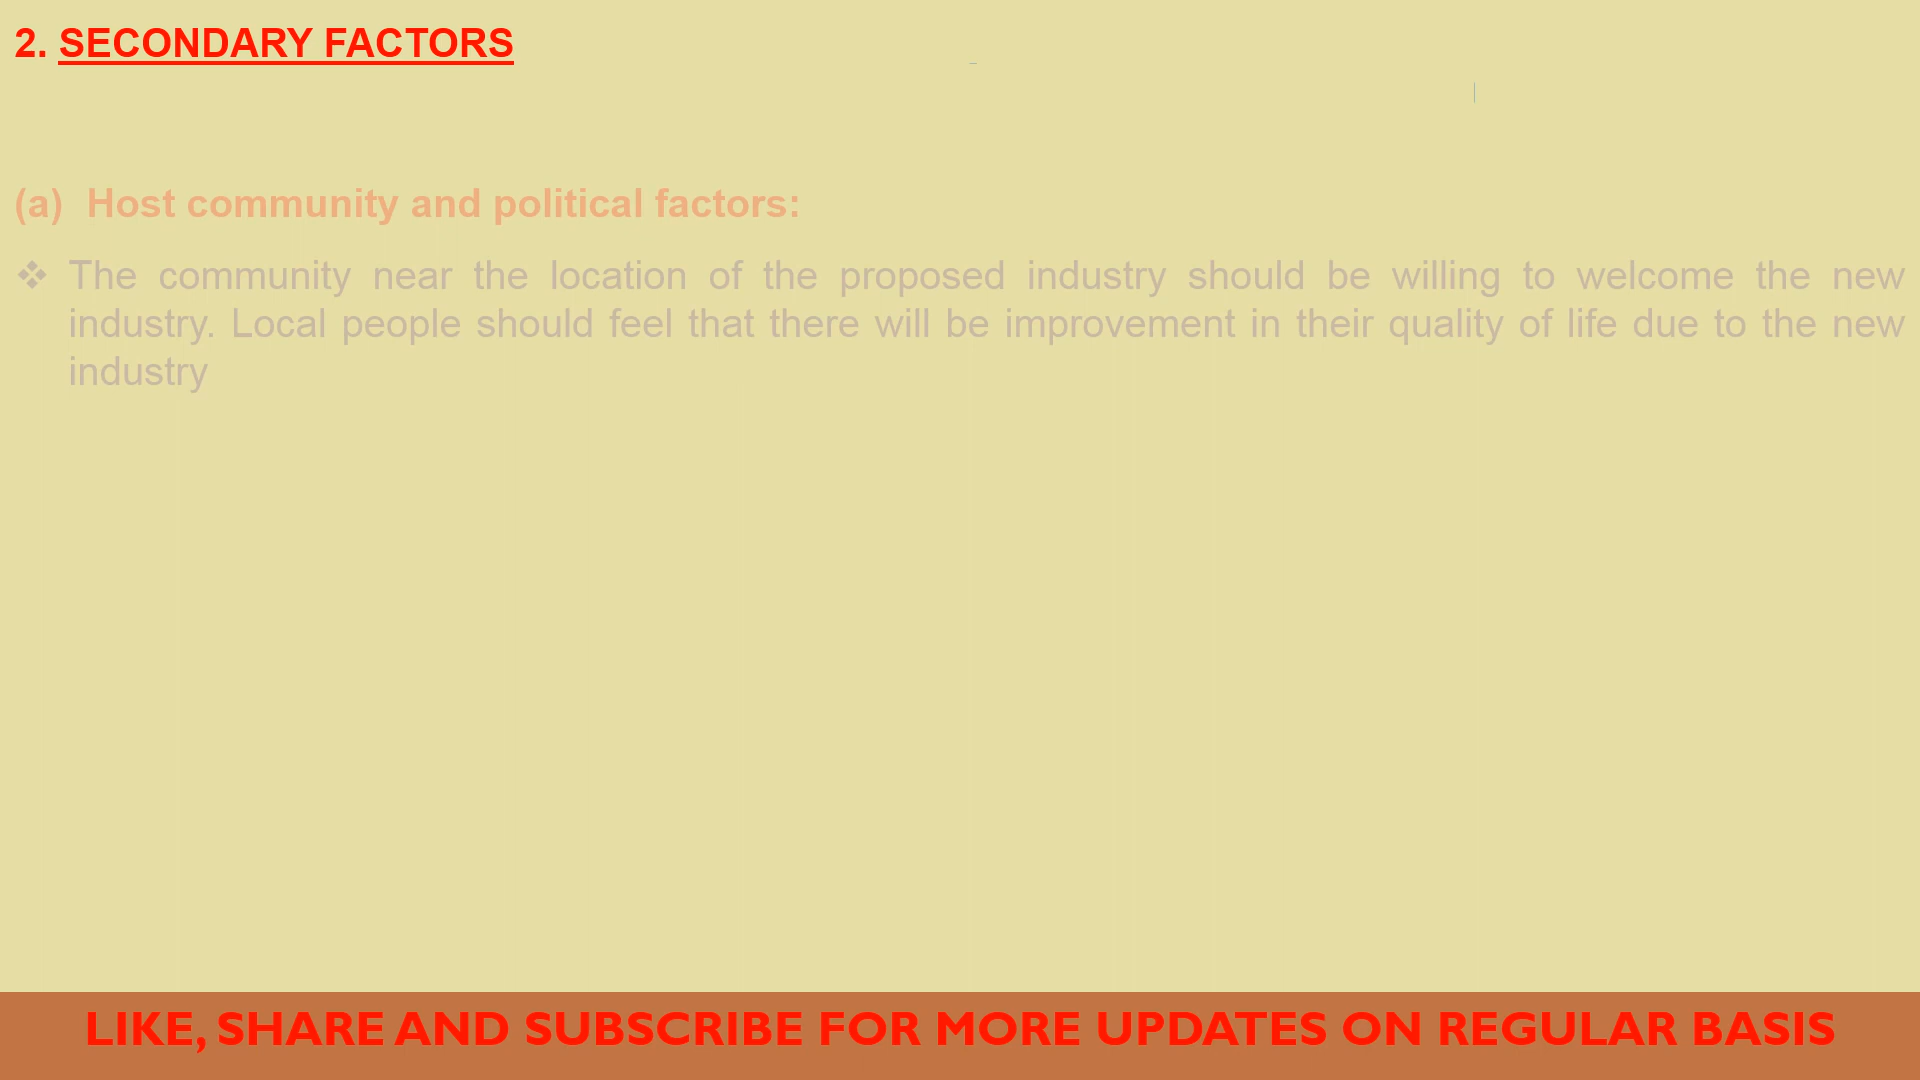 2. SECONDARY FACTORS
(a) Host community and political factors:
❖ The community near the location of the proposed industry should be willing to welcome the new
industry. Local people should feel that there will be improvement in their quality of life due to the new
industry
LIKE, SHARE AND SUBSCRIBE FOR MORE UPDATES ON REGULAR BASIS